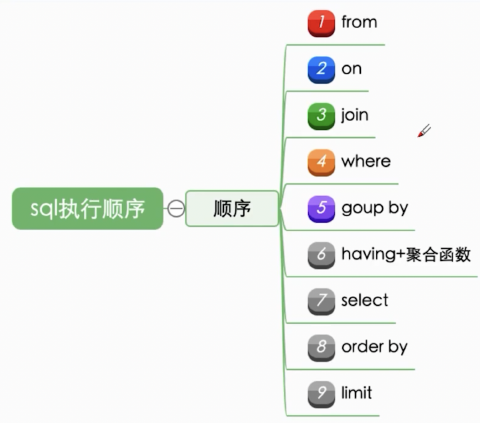 sql执行顺序
顺序
1 from
2 on
3 join
4 where
5 goup by
6 having+聚合函数
7 select
8 order by
9 limit